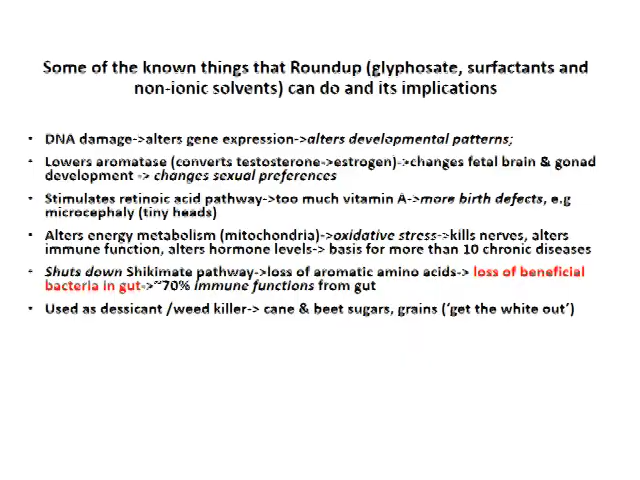 Some of the known things that Roundup (glyphosate, surfactants and
non-ionic solvents) can do and its implications
• DNA damage->alters gene expression->alters developmental patterns;
• Lowers aromatase (converts testosterone->estrogen)->changes fetal brain & gonad
development -> changes sexual preferences
• Stimulates retinoic acid pathway->too much vitamin A->more birth defects, e.g
microcephaly (tiny heads)
• Alters energy metabolism (mitochondria)->oxidative stress->kills nerves, alters
immune function, alters hormone levels-> basis for more than 10 chronic diseases
• Shuts down Shikimate pathway->loss of aromatic amino acids-> loss of beneficial
bacteria in gut->~70% immune functions from gut
• Used as dessicant /weed killer-> cane & beet sugars, grains (‘get the white out’)